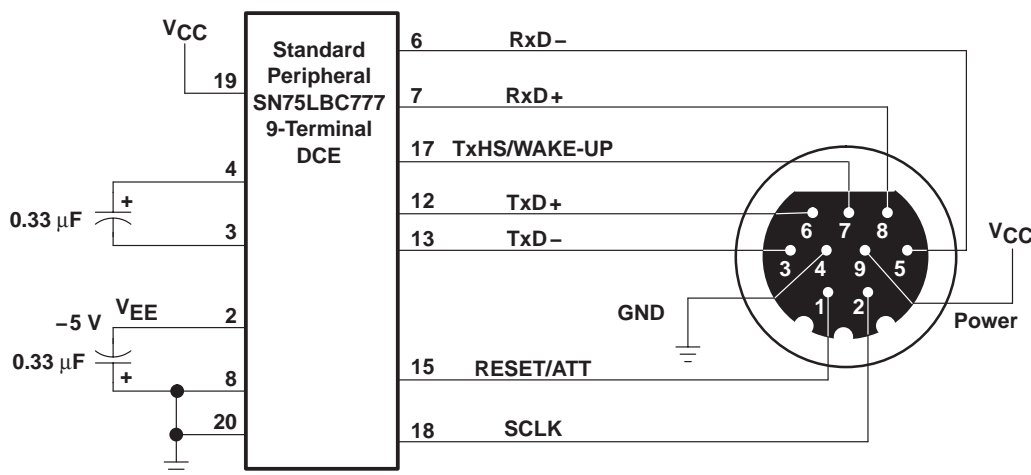 VCC
19
4
+
0.33 µF
3
VEE
–5 V
2
0.33 µF
+
8
20
Standard
Peripheral
SN75LBC777
9-Terminal
DCE
6 RxD–
7 RxD+
17 TxHS/WAKE-UP
12 TxD+
13 TxD–
15 RESET/ATT
18 SCLK
GND
6 7 8
3 4 9 5
1 2
VCC
Power